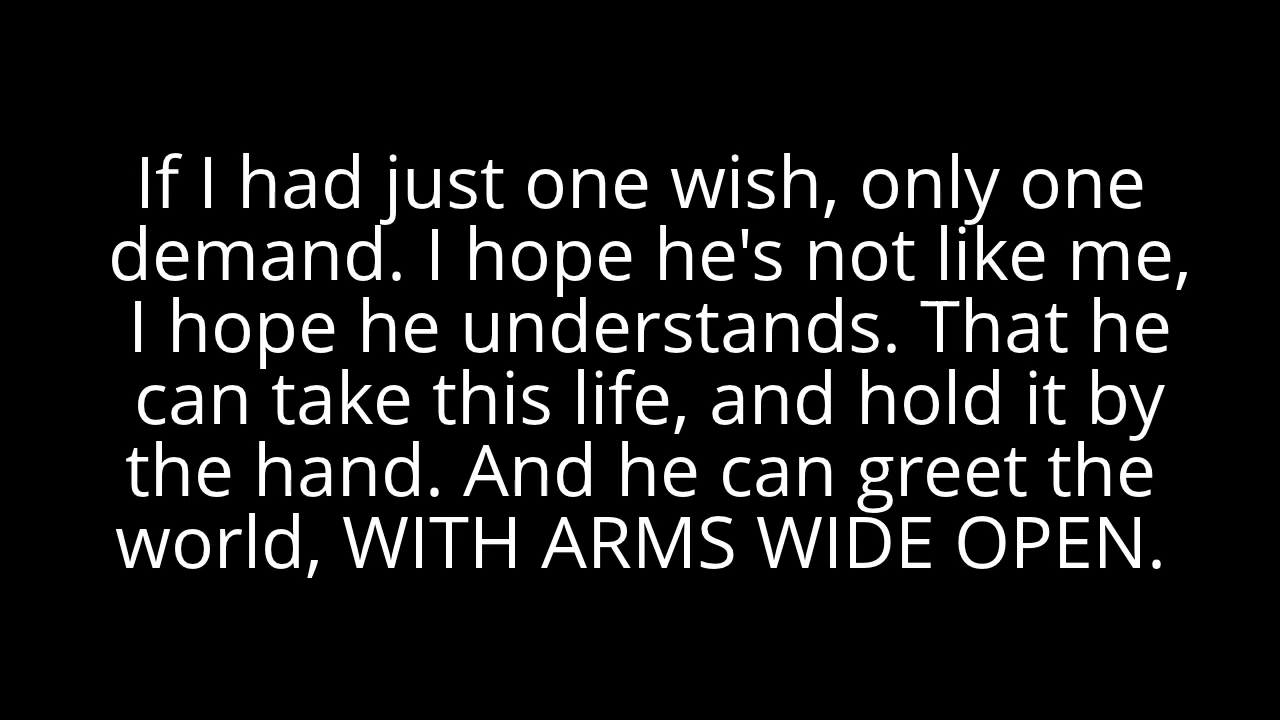 If I had just one wish, only one
demand. I hope he's not like me,
I hope he understands. That he
can take this life, and hold it by
the hand. And he can greet the
world, WITH ARMS WIDE OPEN.